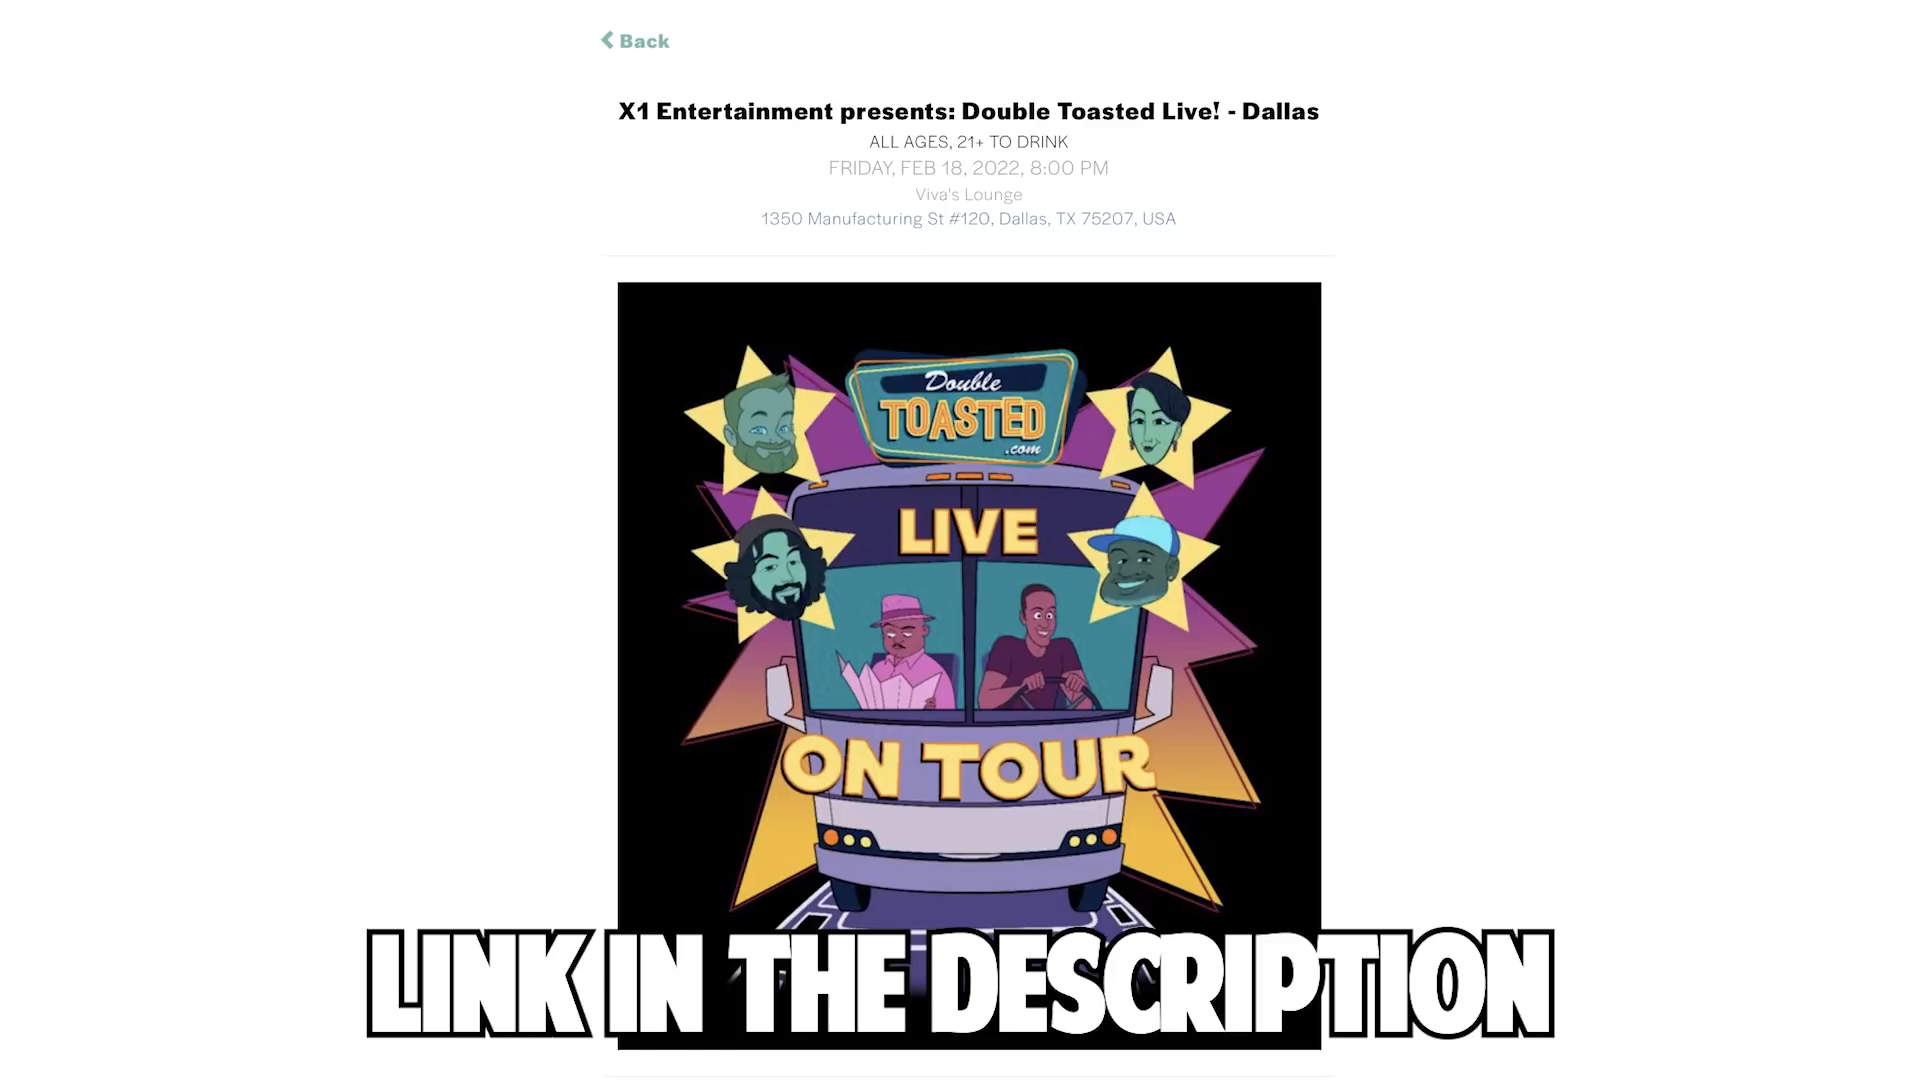 Back
X1 Entertainment presents: Double Toasted Live! - Dallas
ALL AGES, 21+ TO DRINK
FRIDAY, FEB 18, 2022, 8:00 PM
Viva's Lounge
1350 Manufacturing St #120, Dallas, TX 75207, USA
Double
TOASTED
.com
LIVE
ON TOUR
LINK IN THE DESCRIPTION